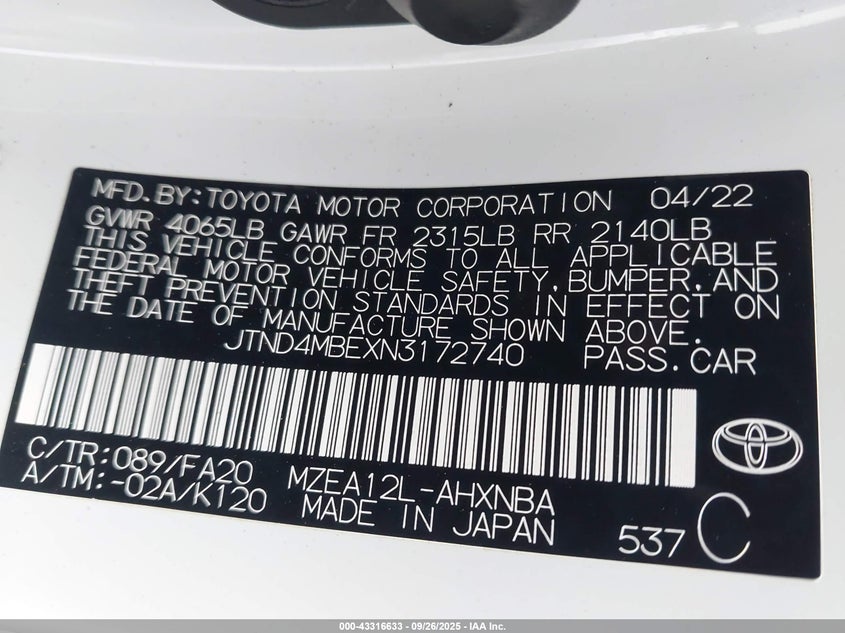 MFD.BY:TOYOTA MOTOR CORPORATION 04/22
GVWR 4065LB GAWR FR 2315LB RR 2140LB
THIS VEHICLE CONFORMS TO ALL APPLICABLE
FEDERAL MOTOR VEHICLE SAFETY,BUMPER,AND
THEFT PREVENTION STANDARDS IN EFFECT ON
THE DATE OF MANUFACTURE SHOWN ABOVE.
JTND4MBEXN3172740 PASS.CAR
C/TR:089/FA20 MZEA12L-AHXNBA
A/TM:-02A/K120 MADE IN JAPAN 537 C
000-43316633 - 09/26/2025 - IAA Inc.